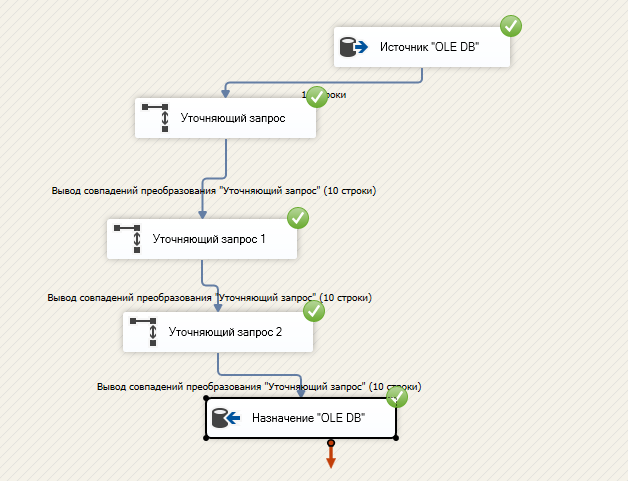 Источник "OLE DB"
строки
Уточняющий запрос
Вывод совпадений преобразования "Уточняющий запрос" (10 строки)
Уточняющий запрос 1
Вывод совпадений преобразования "Уточняющий запрос" (10 строки)
Уточняющий запрос 2
Вывод совпадений преобразования "Уточняющий запрос" (10 строки)
Назначение "OLE DB"